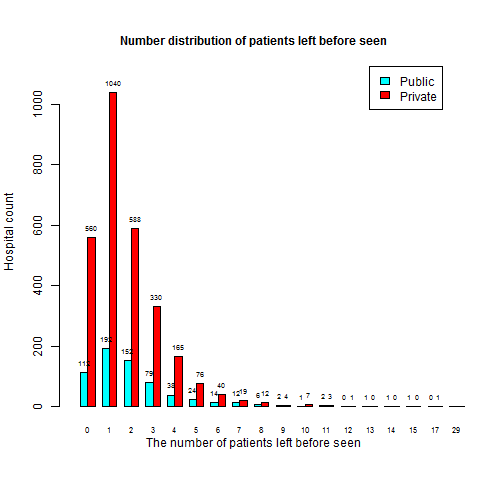 Number distribution of patients left before seen
Public
Private
Hospital count
0 200 400 600 800 1000
560 1040 588 330 165 76 40
152 79 38 24 14 12 19 6 12 2 4 1 7 2 3 0 1 1 0 1 0 1 0 0 1
0 1 2 3 4 5 6 7 8 9 10 11 12 13 14 15 17 29
The number of patients left before seen